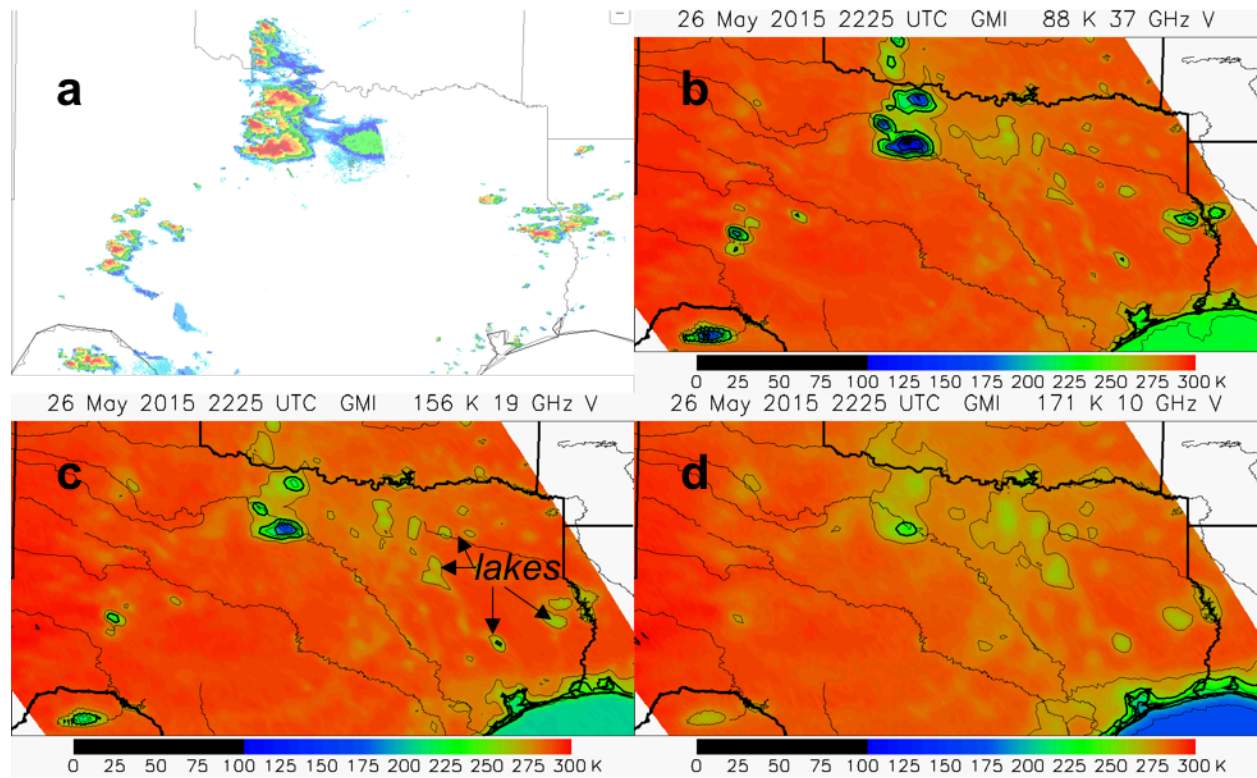 a
26 May 2015 2225 UTC GMI 88 K 37 GHz V
b
0 25 50 75 100 125 150 175 200 225 250 275 300 K
26 May 2015 2225 UTC GMI 156 K 19 GHz V
c
lakes
0 25 50 75 100 125 150 175 200 225 250 275 300 K
26 May 2015 2225 UTC GMI 171 K 10 GHz V
d
0 25 50 75 100 125 150 175 200 225 250 275 300 K